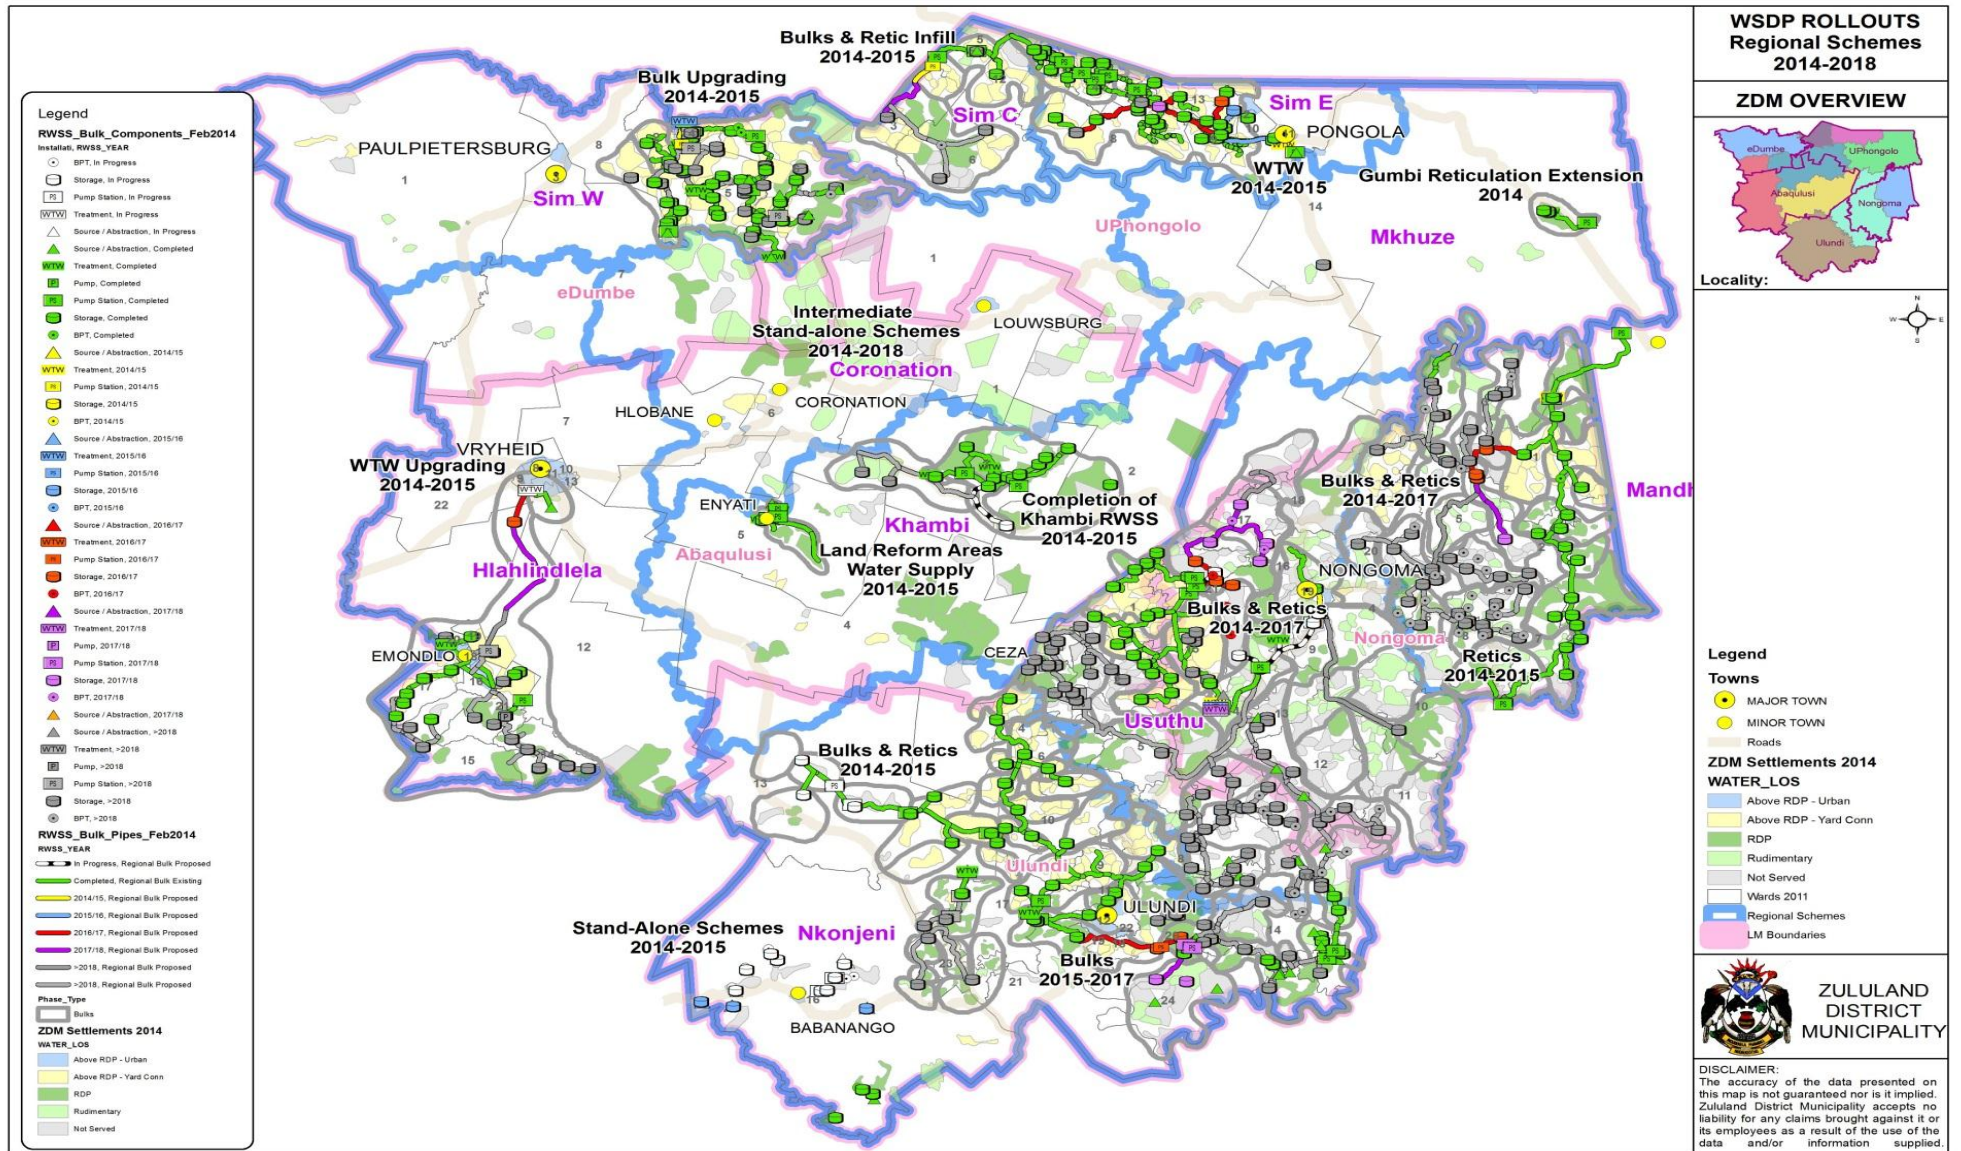 WSDP ROLLOUTS
Regional Schemes
2014-2018
ZDM OVERVIEW
eDumbe
UPhongolo
Abaqulusi
Nongoma
Ulundi
Locality:
N
W
E
S
Legend
RWSS_Bulk_Components_Feb2014
Installati, RWSS_YEAR
BPT, In Progress
Storage, In Progress
PS Pump Station, In Progress
WTW Treatment, In Progress
Source / Abstraction, In Progress
Source / Abstraction, Completed
WTW Treatment, Completed
P Pump, Completed
PS Pump Station, Completed
Storage, Completed
BPT, Completed
Source / Abstraction, 2014/15
WTW Treatment, 2014/15
PS Pump Station, 2014/15
Storage, 2014/15
BPT, 2014/15
Source / Abstraction, 2015/16
WTW Treatment, 2015/16
PS Pump Station, 2015/16
Storage, 2015/16
BPT, 2015/16
Source / Abstraction, 2016/17
WTW Treatment, 2016/17
PS Pump Station, 2016/17
Storage, 2016/17
BPT, 2016/17
Source / Abstraction, 2017/18
WTW Treatment, 2017/18
P Pump, 2017/18
PS Pump Station, 2017/18
Storage, 2017/18
BPT, 2017/18
Source / Abstraction, 2017/18
Source / Abstraction, >2018
WTW Treatment, >2018
P Pump, >2018
PS Pump Station, >2018
Storage, >2018
BPT, >2018
RWSS_Bulk_Pipes_Feb2014
RWSS_YEAR
In Progress, Regional Bulk Proposed
Completed, Regional Bulk Existing
2014/15, Regional Bulk Proposed
2015/16, Regional Bulk Proposed
2016/17, Regional Bulk Proposed
2017/18, Regional Bulk Proposed
>2018, Regional Bulk Proposed
>2018, Regional Bulk Proposed
Phase_Type
Bulks
ZDM Settlements 2014
WATER_LOS
Above RDP - Urban
Above RDP - Yard Conn
RDP
Rudimentary
Not Served
Bulks & Retic Infill
2014-2015
Bulk Upgrading
2014-2015
Sim C
Sim E
PONGOLA
PAULPIETERSBURG
Sim W
WTW
2014-2015
Gumbi Reticulation Extension
2014
UPhongolo
Mkhuze
eDumbe
Intermediate
Stand-alone Schemes
2014-2018
LOUWSBURG
Coronation
HLOBANE
CORONATION
VRYHEID
WTW Upgrading
2014-2015
ENYATI
Completion of
Khambi RWSS
2014-2015
Khambi
Abaqulusi
Land Reform Areas
Water Supply
2014-2015
Hlahlindlela
Bulks & Retics
2014-2017
Mandh
NONGOMA
Bulks & Retics
2014-2017
Nongoma
EMONDLO
CEZA
Retics
2014-2015
Usuthu
Bulks & Retics
2014-2015
Ulundi
ULUNDI
Stand-Alone Schemes
2014-2015
Nkonjeni
Bulks
2015-2017
BABANANGO
Legend
Towns
MAJOR TOWN
MINOR TOWN
Roads
ZDM Settlements 2014
WATER_LOS
Above RDP - Urban
Above RDP - Yard Conn
RDP
Rudimentary
Not Served
Wards 2011
Regional Schemes
LM Boundaries
ZULULAND
DISTRICT
MUNICIPALITY
DISCLAIMER:
The accuracy of the data presented on
this map is not guaranteed nor is it implied.
Zululand District Municipality accepts no
liability for any claims brought against it or
its employees as a result of the use of the
data and/or information supplied.